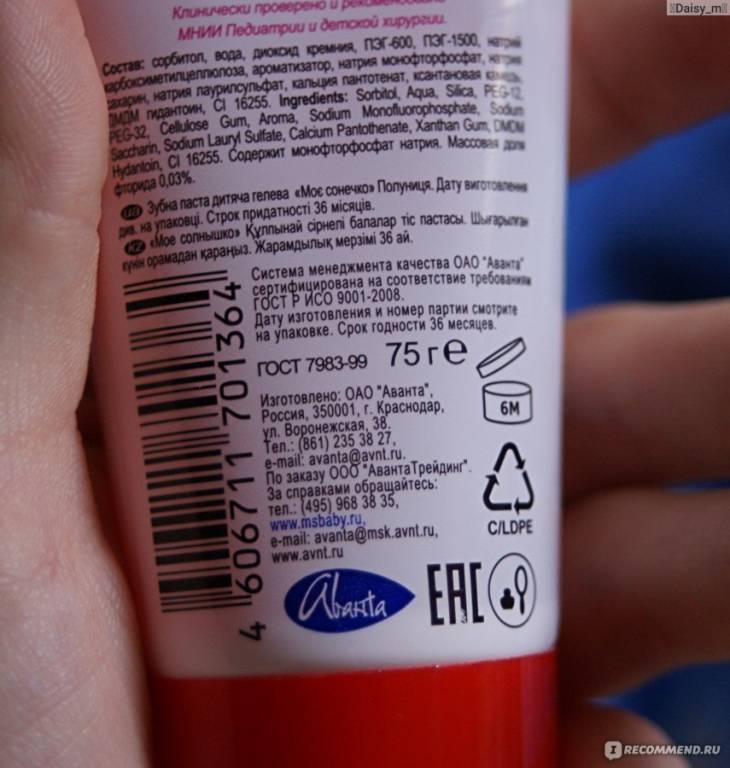 Daisy_m
Клинически проверено и рекомендовано
МНИИ Педиатрии и детской хирургии.
Состав: сорбитол, вода, диоксид кремния, ПЭГ-600, ПЭГ-1500, натрий
карбоксиметилцеллюлоза, ароматизатор, натрия монофторфосфат, натрия
сахарин, натрия лаурилсульфат, кальция пантотенат, ксантановая камедь,
ДМДМ гидантоин, CI 16255. Ingredients: Sorbitol, Aqua, Silica, PEG-12,
PEG-32, Cellulose Gum, Aroma, Sodium Monofluorophosphate, Sodium
Saccharin, Sodium Lauryl Sulfate, Calcium Pantothenate, Xanthan Gum, DMDM
Hydantoin, CI 16255. Содержит монофторфосфат натрия. Массовая доля
фторида 0,03%.
UA Зубна паста дитяча гелева «Моє сонечко» Полуниця. Дату виготовлення
див. на упаковці. Строк придатності 36 місяців.
KZ «Мое солнышко» Құлпынай сірнелі балалар тіс пастасы. Шығарылған
күнін орамадан қараңыз. Жарамдылық мерзімі 36 ай.
Система менеджмента качества ОАО "Аванта"
сертифицирована на соответствие требованиям
ГОСТ Р ИСО 9001-2008.
Дату изготовления и номер партии смотрите
на упаковке. Срок годности 36 месяцев.
ГОСТ 7983-99 75 г e
6M
Изготовлено: ОАО "Аванта",
Россия, 350001, г. Краснодар,
ул. Воронежская, 38.
Тел.: (861) 235 38 27,
e-mail: avanta@avnt.ru.
По заказу ООО "АвантаТрейдинг".
За справками обращайтесь:
тел.: (495) 968 38 35,
www.msbaby.ru,
e-mail: avanta@msk.avnt.ru,
www.avnt.ru
C/LDPE
4 606711 701364
Аванта
EAC
IRECOMMEND.RU